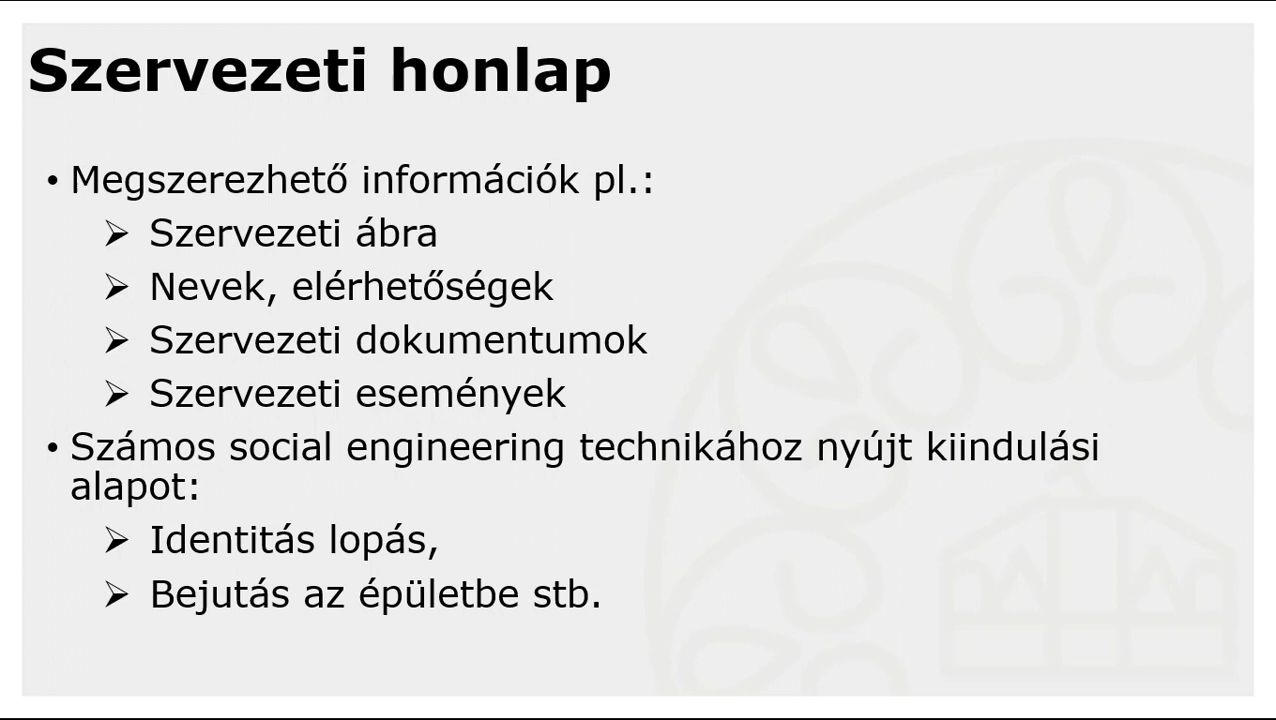 Szervezeti honlap
• Megszerezhető információk pl.:
➢ Szervezeti ábra
➢ Nevek, elérhetőségek
➢ Szervezeti dokumentumok
➢ Szervezeti események
• Számos social engineering technikához nyújt kiindulási
alapot:
➢ Identitás lopás,
➢ Bejutás az épületbe stb.